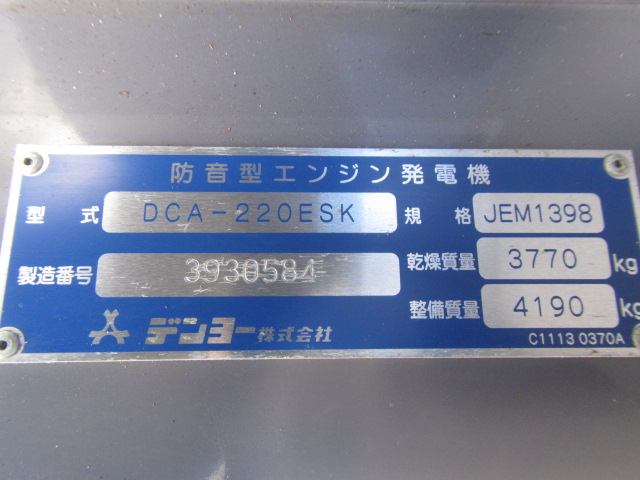 防音型エンジン発電機
型式 DCA-220ESK 規格 JEM1398
製造番号 3930584 乾燥質量 3770 kg
整備質量 4190 kg
デンヨー株式会社 C1113 0370A